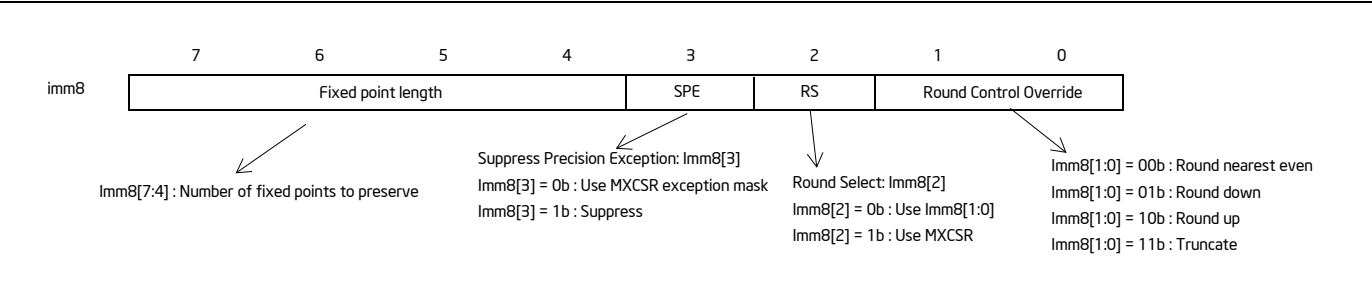 7 6 5 4 3 2 1 0
imm8 Fixed point length SPE RS Round Control Override
Imm8[7:4] : Number of fixed points to preserve
Suppress Precision Exception: Imm8[3]
Imm8[3] = 0b : Use MXCSR exception mask
Imm8[3] = 1b : Suppress
Round Select: Imm8[2]
Imm8[2] = 0b : Use Imm8[1:0]
Imm8[2] = 1b : Use MXCSR
Imm8[1:0] = 00b : Round nearest even
Imm8[1:0] = 01b : Round down
Imm8[1:0] = 10b : Round up
Imm8[1:0] = 11b : Truncate